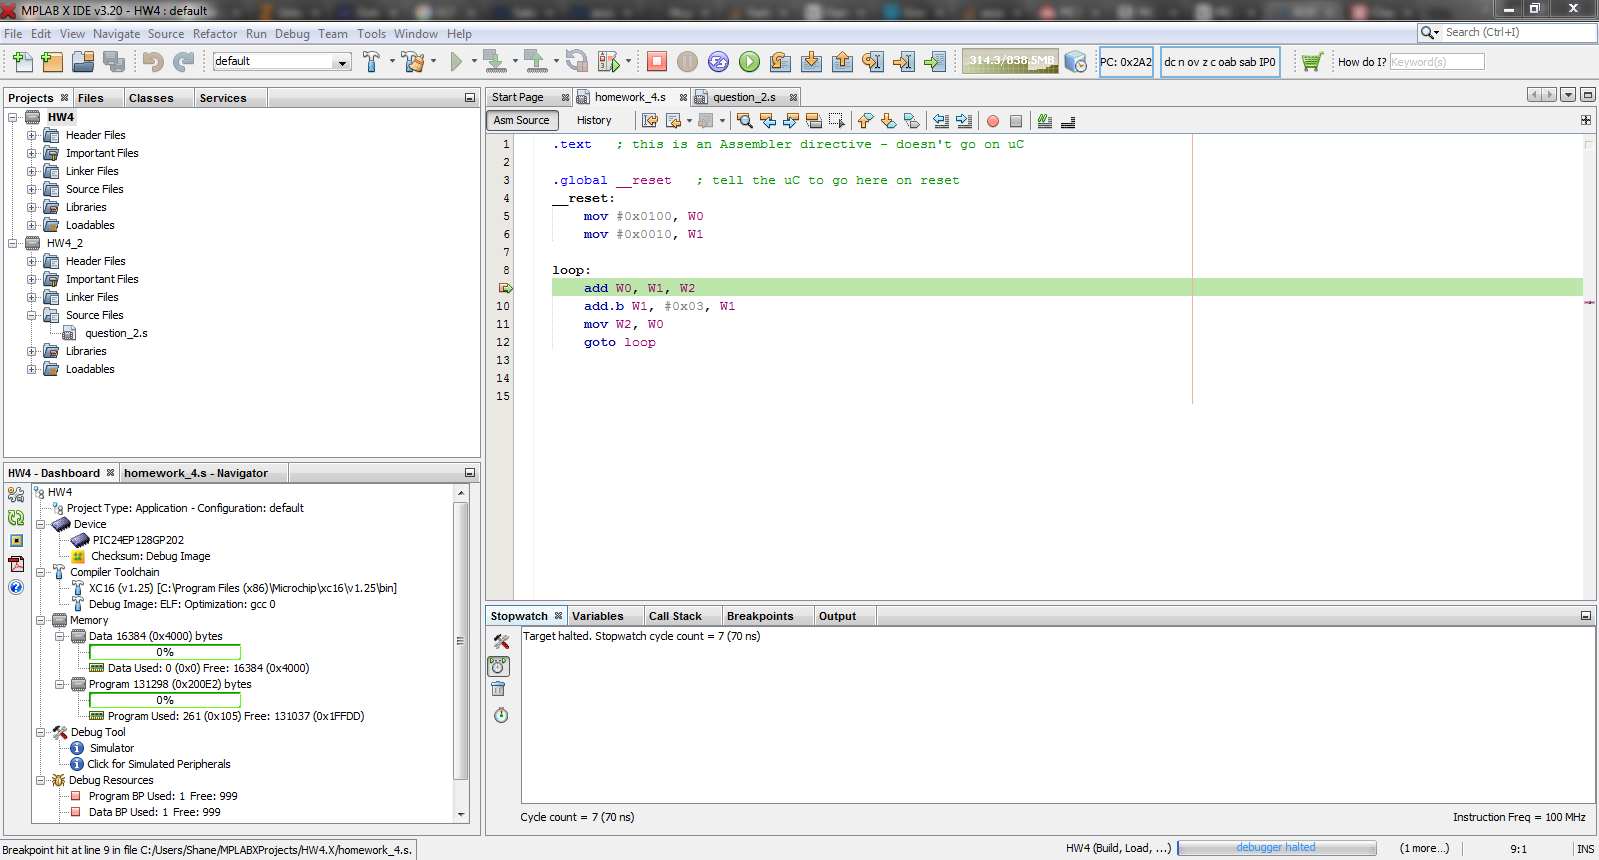 MPLAB X IDE v3.20 - HW4 : default
File Edit View Navigate Source Refactor Run Debug Team Tools Window Help
Search (Ctrl+I)
default
314.3/838.5MB
PC: 0x2A2
dc n ov z c oab sab IP0
How do I? Keyword(s)
Projects Files Classes Services
HW4
Header Files
Important Files
Linker Files
Source Files
Libraries
Loadables
HW4_2
Header Files
Important Files
Linker Files
Source Files
question_2.s
Libraries
Loadables
Start Page homework_4.s question_2.s
Asm Source History
1 .text ; this is an Assembler directive - doesn't go on uC
2
3 .global __reset ; tell the uC to go here on reset
4 __reset:
5 mov #0x0100, W0
6 mov #0x0010, W1
7
8 loop:
add W0, W1, W2
10 add.b W1, #0x03, W1
11 mov W2, W0
12 goto loop
13
14
15
HW4 - Dashboard homework_4.s - Navigator
HW4
Project Type: Application - Configuration: default
Device
PIC24EP128GP202
Checksum: Debug Image
Compiler Toolchain
XC16 (v1.25) [C:\Program Files (x86)\Microchip\xc16\v1.25\bin]
Debug Image: ELF: Optimization: gcc 0
Memory
Data 16384 (0x4000) bytes
0%
Data Used: 0 (0x0) Free: 16384 (0x4000)
Program 131298 (0x200E2) bytes
0%
Program Used: 261 (0x105) Free: 131037 (0x1FFDD)
Debug Tool
Simulator
Click for Simulated Peripherals
Debug Resources
Program BP Used: 1 Free: 999
Data BP Used: 1 Free: 999
Stopwatch Variables Call Stack Breakpoints Output
Target halted. Stopwatch cycle count = 7 (70 ns)
Cycle count = 7 (70 ns)
Instruction Freq = 100 MHz
Breakpoint hit at line 9 in file C:/Users/Shane/MPLABXProjects/HW4.X/homework_4.s.
HW4 (Build, Load, ...) debugger halted (1 more...) 9:1 INS